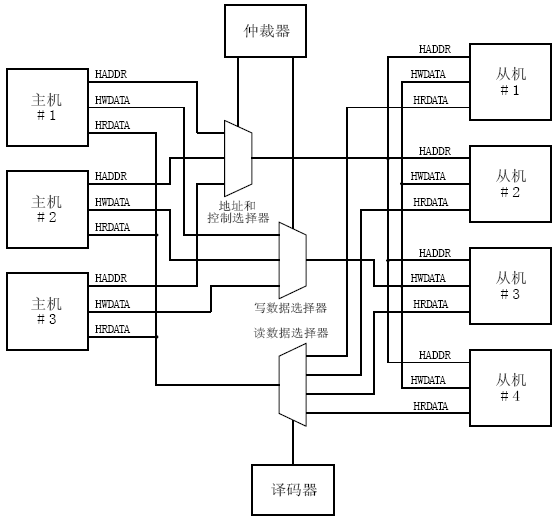 仲裁器
主机
#1
HADDR
HWDATA
HRDATA
主机
#2
HADDR
HWDATA
HRDATA
主机
#3
HADDR
HWDATA
HRDATA
地址和
控制选择器
写数据选择器
读数据选择器
译码器
HADDR
HWDATA
HRDATA
从机
#1
HADDR
HWDATA
HRDATA
从机
#2
HADDR
HWDATA
HRDATA
从机
#3
HADDR
HWDATA
HRDATA
从机
#4